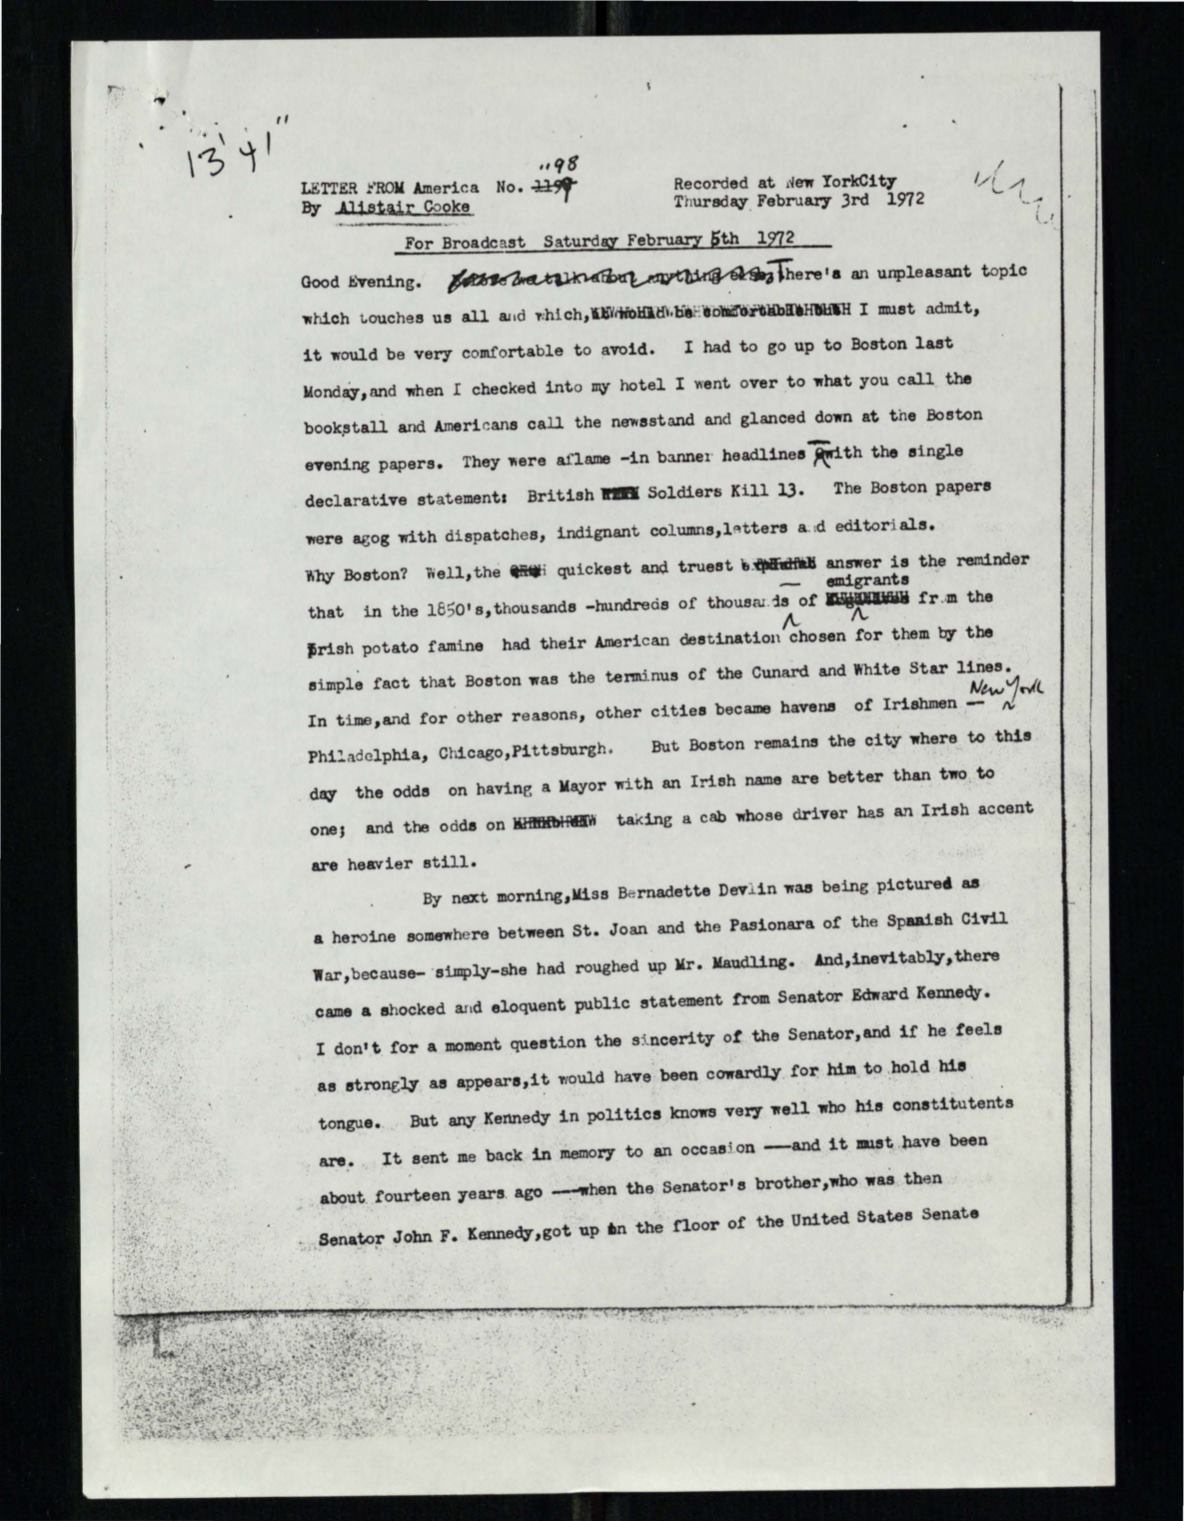 13' 41"
"98
LETTER FROM America No. 1199 Recorded at New YorkCity
By Alistair Cooke Thursday February 3rd 1972
For Broadcast Saturday February 5th 1972
Good Evening. There's an unpleasant topic
which touches us all and which, I must admit,
it would be very comfortable to avoid. I had to go up to Boston last
Monday,and when I checked into my hotel I went over to what you call the
bookstall and Americans call the newsstand and glanced down at the Boston
evening papers. They were aflame -in banner headlines - with the single
declarative statement: British Soldiers Kill 13. The Boston papers
were agog with dispatches, indignant columns,letters and editorials.
Why Boston? Well,the quickest and truest answer is the reminder
emigrants
that in the 1850's,thousands -hundreds of thousands of from the
Irish potato famine had their American destination chosen for them by the
simple fact that Boston was the terminus of the Cunard and White Star lines.
New York
In time,and for other reasons, other cities became havens of Irishmen —
Philadelphia, Chicago,Pittsburgh. But Boston remains the city where to this
day the odds on having a Mayor with an Irish name are better than two to
one; and the odds on taking a cab whose driver has an Irish accent
are heavier still.
By next morning,Miss Bernadette Devlin was being pictured as
a heroine somewhere between St. Joan and the Pasionara of the Spanish Civil
War,because- simply-she had roughed up Mr. Maudling. And,inevitably,there
came a shocked and eloquent public statement from Senator Edward Kennedy.
I don't for a moment question the sincerity of the Senator,and if he feels
as strongly as appears,it would have been cowardly for him to hold his
tongue. But any Kennedy in politics knows very well who his constitutents
are. It sent me back in memory to an occasion ——and it must have been
about fourteen years ago ——when the Senator's brother,who was then
Senator John F. Kennedy,got up on the floor of the United States Senate